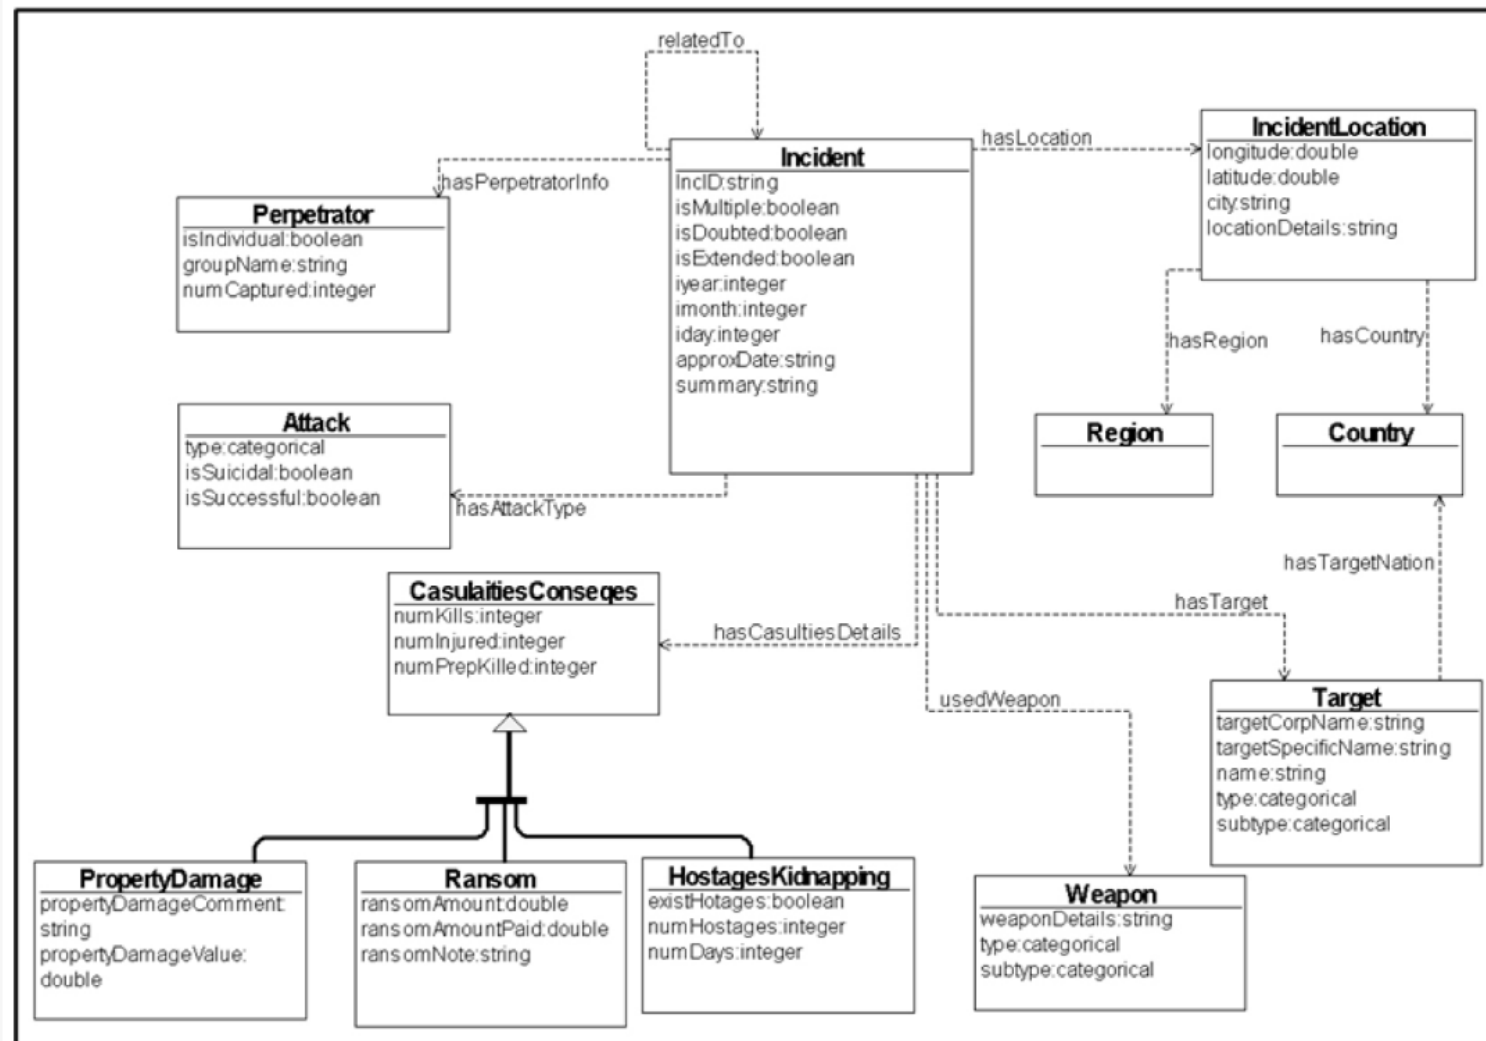 relatedTo
hasLocation
IncidentLocation
longitude:double
latitude:double
city:string
locationDetails:string
Incident
IncID:string
isMultiple:boolean
isDoubted:boolean
isExtended:boolean
iyear:integer
imonth:integer
iday:integer
approxDate:string
summary:string
hasPerpetratorInfo
Perpetrator
isIndividual:boolean
groupName:string
numCaptured:integer
hasRegion
hasCountry
Region
Country
Attack
type:categorical
isSuicidal:boolean
isSuccessful:boolean
hasAttackType
hasTargetNation
CasulaitiesConseqes
numKills:integer
numInjured:integer
numPrepKilled:integer
hasCasultiesDetails
hasTarget
usedWeapon
Target
targetCorpName:string
targetSpecificName:string
name:string
type:categorical
subtype:categorical
PropertyDamage
propertyDamageComment:
string
propertyDamageValue:
double
Ransom
ransomAmount:double
ransomAmountPaid:double
ransomNote:string
HostagesKidnapping
existHotages:boolean
numHostages:integer
numDays:integer
Weapon
weaponDetails:string
type:categorical
subtype:categorical